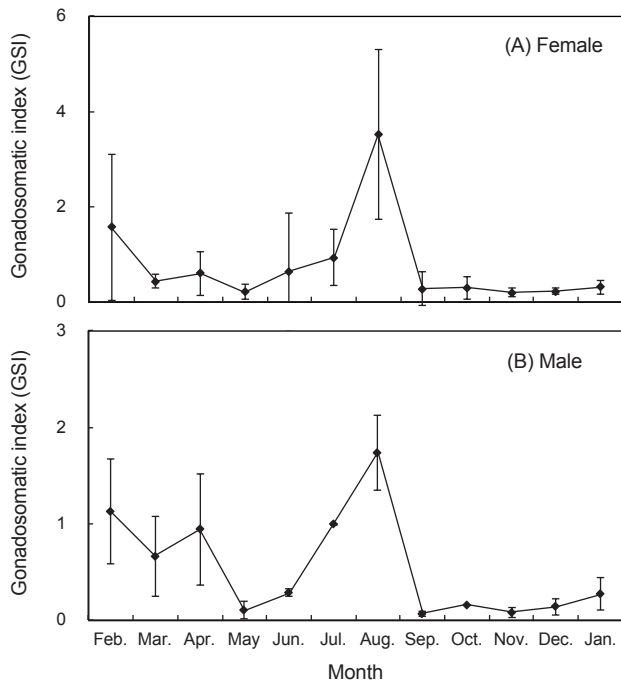 6
(A) Female
4
2
0
Gonadosomatic index (GSI)
3
(B) Male
2
1
0
Gonadosomatic index (GSI)
Feb. Mar. Apr. May Jun. Jul. Aug. Sep. Oct. Nov. Dec. Jan.
Month